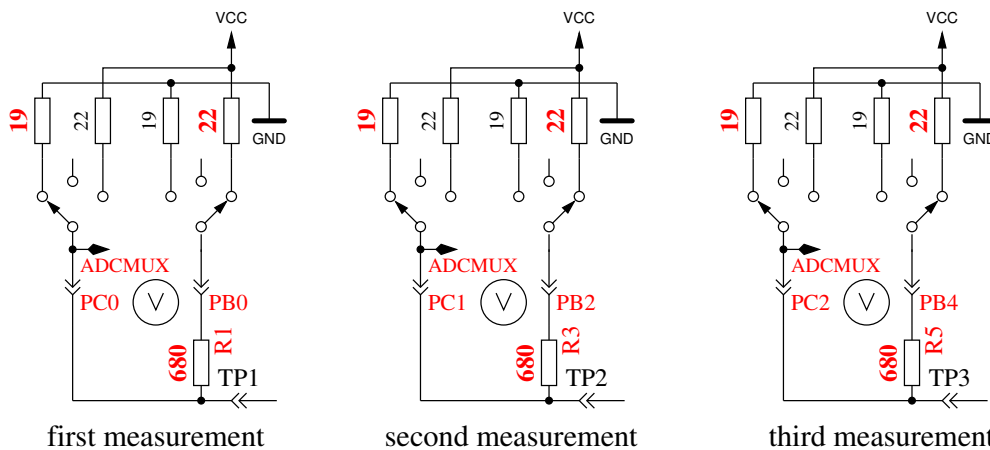 VCC
19
22
19
22
GND
ADCMUX
PC0
V
PB0
680
R1
TP1
first measurement
VCC
19
22
19
22
GND
ADCMUX
PC1
V
PB2
680
R3
TP2
second measurement
VCC
19
22
19
22
GND
ADCMUX
PC2
V
PB4
680
R5
TP3
third measurement